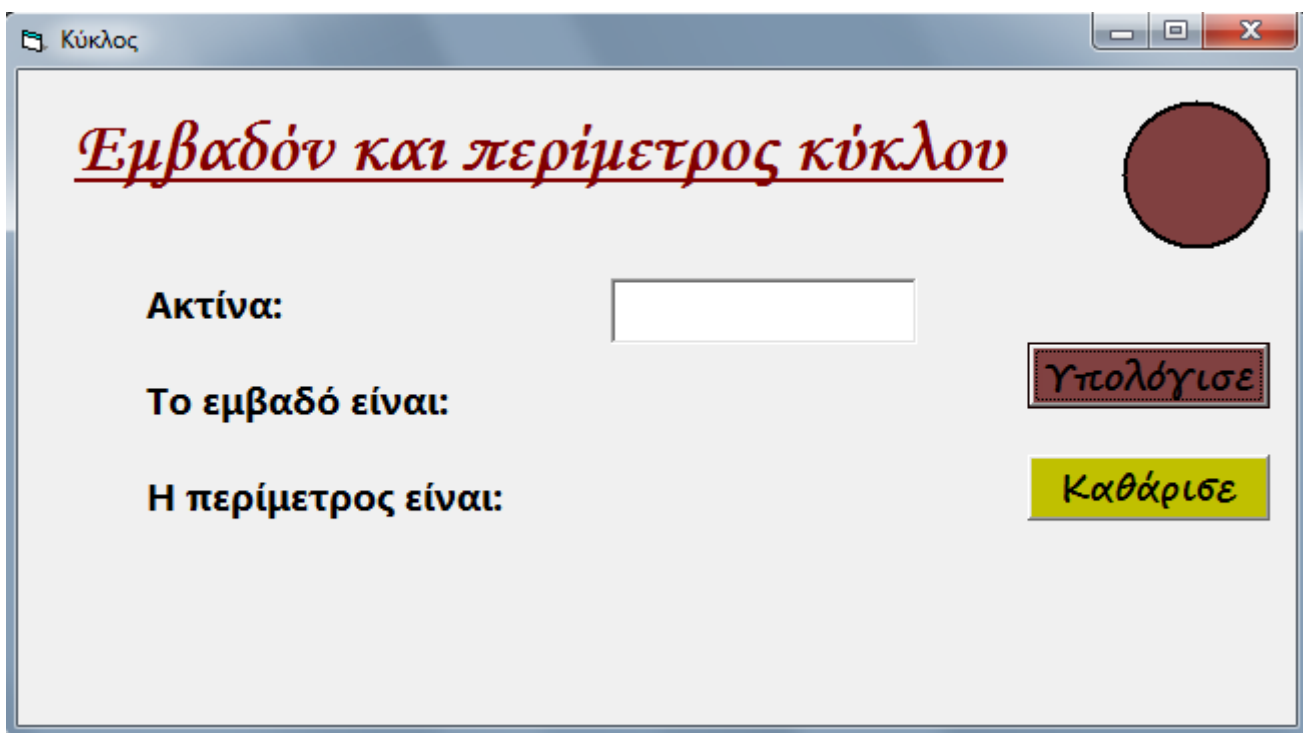 Κύκλος
Εμβαδόν και περίμετρος κύκλου
Ακτίνα:
Το εμβαδό είναι:
Υπολόγισε
Η περίμετρος είναι:
Καθάρισε